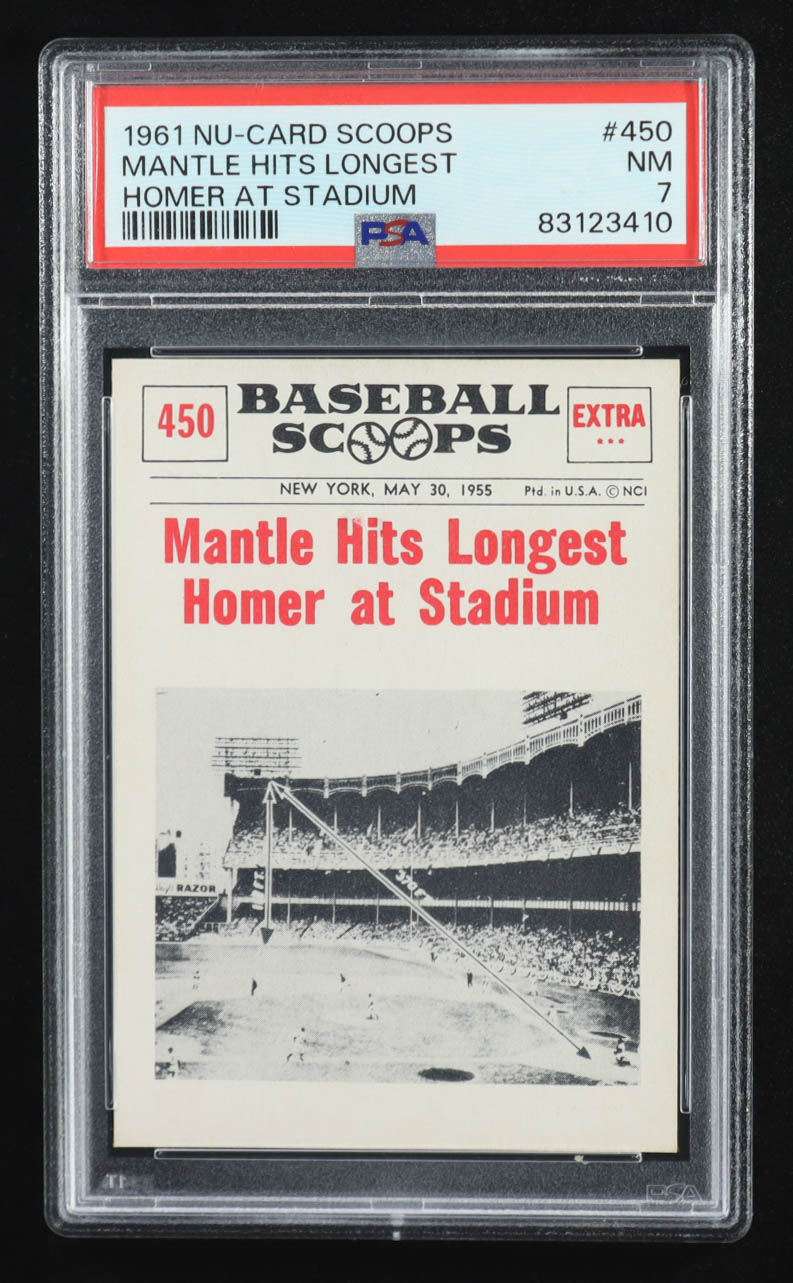 1961 NU-CARD SCOOPS #450
MANTLE HITS LONGEST NM
HOMER AT STADIUM 7
PSA 83123410
450 BASEBALL EXTRA
SCOOPS
NEW YORK, MAY 30, 1955 Ptd. in U.S.A. © NCI
Mantle Hits Longest
Homer at Stadium
RAZOR
PSA